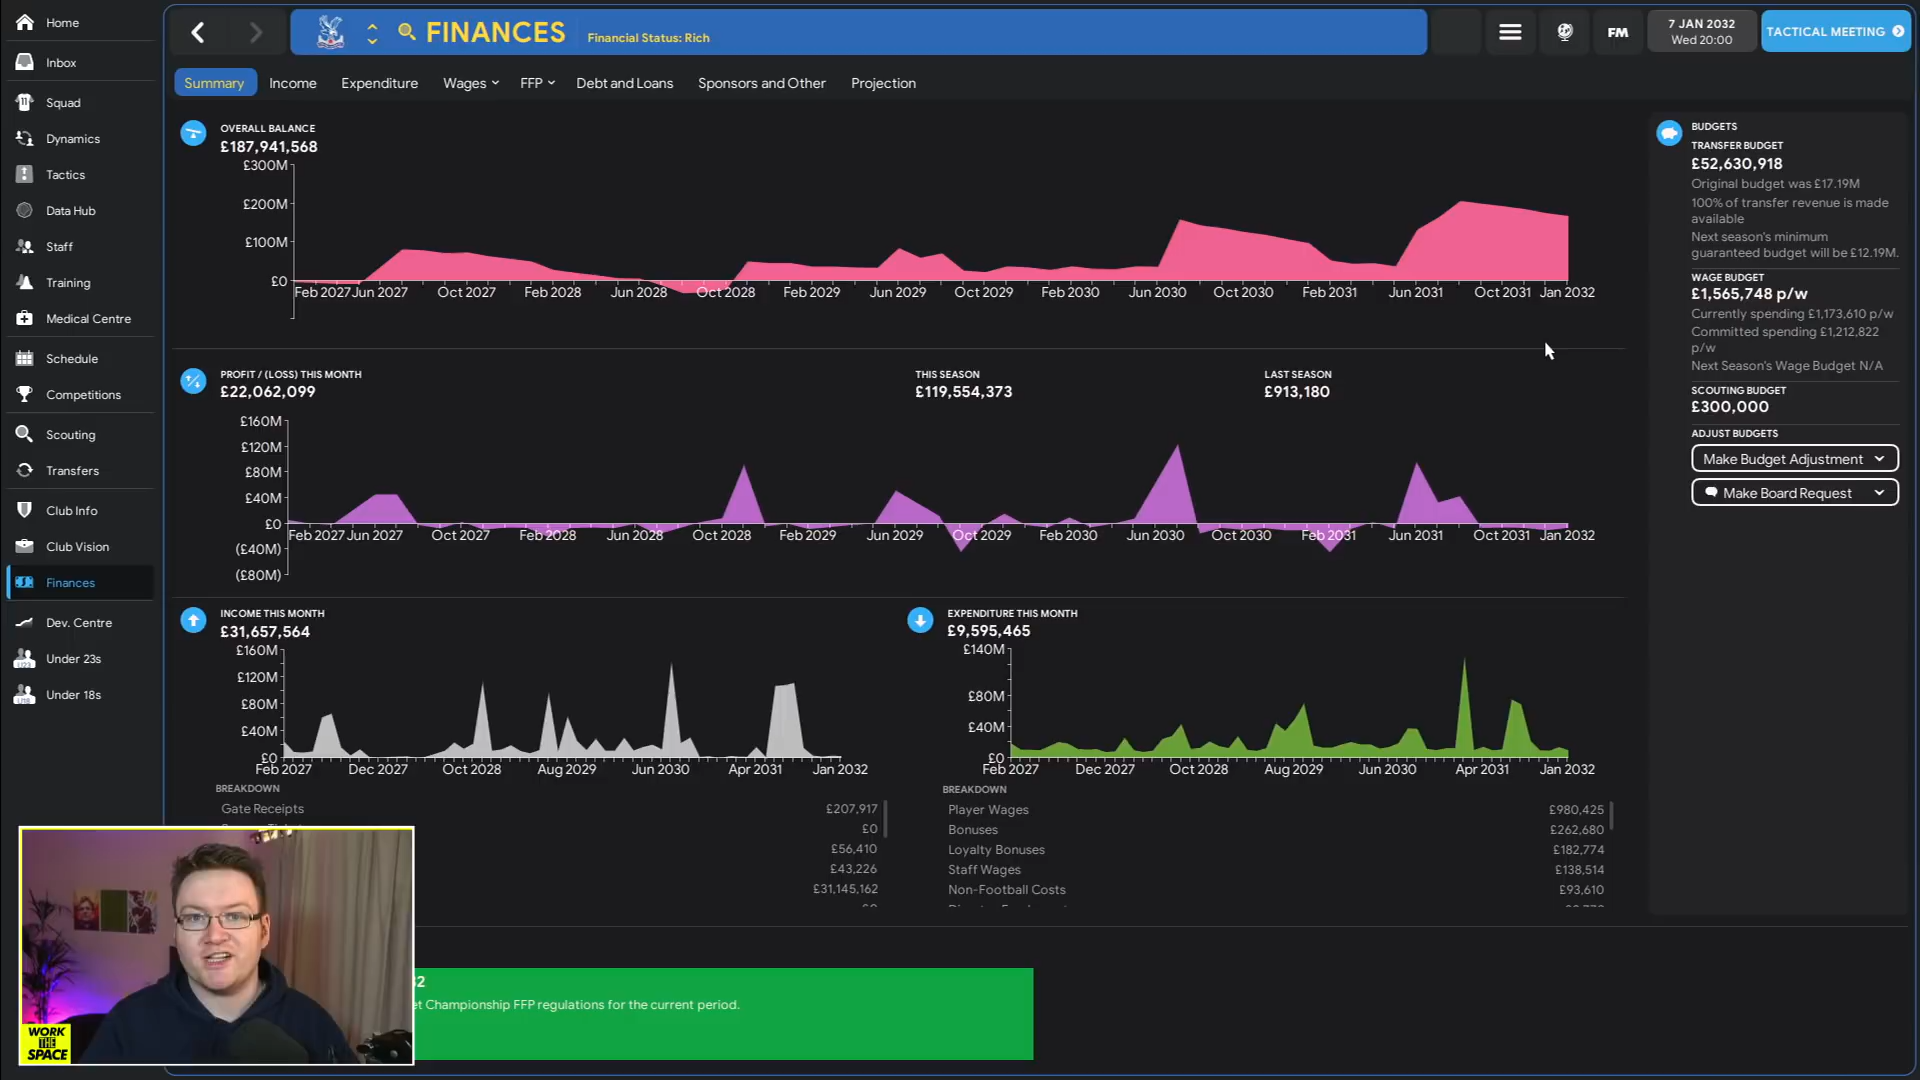 Home
Inbox
Squad
Dynamics
Tactics
Data Hub
Staff
Training
Medical Centre
Schedule
Competitions
Scouting
Transfers
Club Info
Club Vision
Finances
Dev. Centre
Under 23s
Under 18s
FINANCES
Financial Status: Rich
FM
7 JAN 2032
Wed 20:00
TACTICAL MEETING
Summary
Income
Expenditure
Wages
FFP
Debt and Loans
Sponsors and Other
Projection
OVERALL BALANCE
£187,941,568
£300M
£200M
£100M
£0
Feb 2027 Jun 2027 Oct 2027 Feb 2028 Jun 2028 Oct 2028 Feb 2029 Jun 2029 Oct 2029 Feb 2030 Jun 2030 Oct 2030 Feb 2031 Jun 2031 Oct 2031 Jan 2032
PROFIT / (LOSS) THIS MONTH
£22,062,099
THIS SEASON
£119,554,373
LAST SEASON
£913,180
£160M
£120M
£80M
£40M
£0
(£40M)
(£80M)
Feb 2027 Jun 2027 Oct 2027 Feb 2028 Jun 2028 Oct 2028 Feb 2029 Jun 2029 Oct 2029 Feb 2030 Jun 2030 Oct 2030 Feb 2031 Jun 2031 Oct 2031 Jan 2032
INCOME THIS MONTH
£31,657,564
£160M
£120M
£80M
£40M
£0
Feb 2027 Dec 2027 Oct 2028 Aug 2029 Jun 2030 Apr 2031 Jan 2032
BREAKDOWN
Gate Receipts £207,917
£0
£56,410
£43,226
£31,145,162
EXPENDITURE THIS MONTH
£9,595,465
£140M
£80M
£40M
£0
Feb 2027 Dec 2027 Oct 2028 Aug 2029 Jun 2030 Apr 2031 Jan 2032
BREAKDOWN
Player Wages £980,425
Bonuses £262,680
Loyalty Bonuses £182,774
Staff Wages £138,514
Non-Football Costs £93,610
BUDGETS
TRANSFER BUDGET
£52,630,918
Original budget was £17.19M
100% of transfer revenue is made
available
Next season's minimum
guaranteed budget will be £12.19M.
WAGE BUDGET
£1,565,748 p/w
Currently spending £1,173,610 p/w
Committed spending £1,212,822
p/w
Next Season's Wage Budget N/A
SCOUTING BUDGET
£300,000
ADJUST BUDGETS
Make Budget Adjustment
Make Board Request
Championship FFP regulations for the current period.
WORK
THE
SPACE